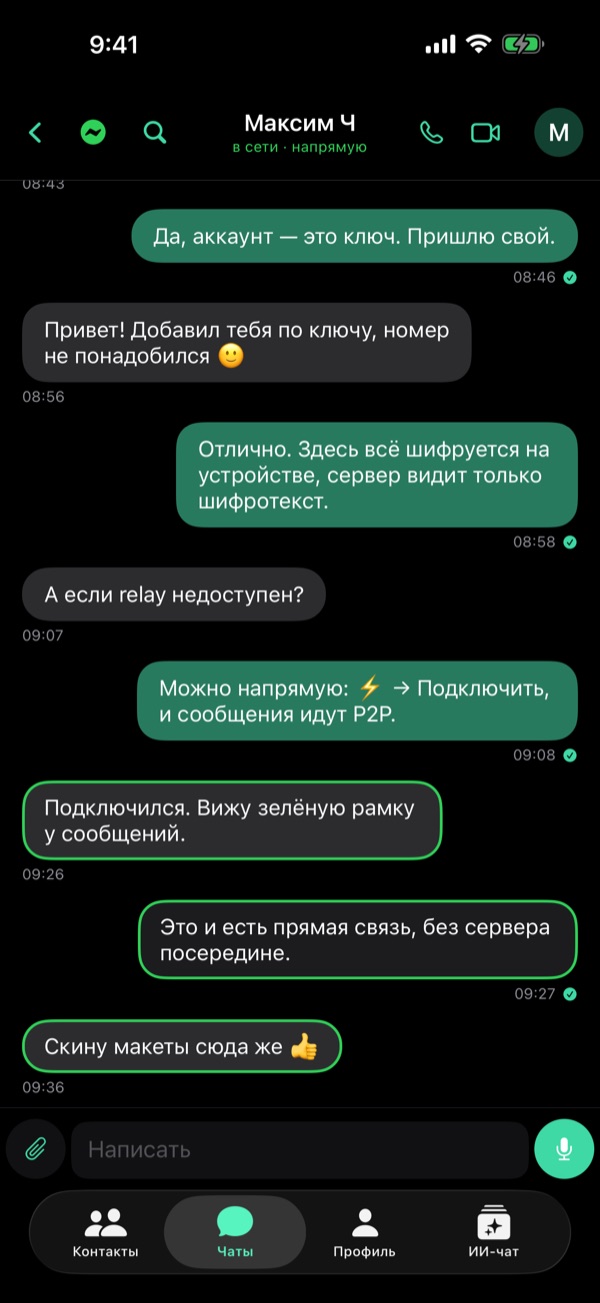 9:41
Максим Ч
в сети · напрямую
M
08:43
Да, аккаунт — это ключ. Пришлю свой.
08:46
Привет! Добавил тебя по ключу, номер
не понадобился 🙂
08:56
Отлично. Здесь всё шифруется на
устройстве, сервер видит только
шифротекст.
08:58
А если relay недоступен?
09:07
Можно напрямую: ⚡ → Подключить,
и сообщения идут P2P.
09:08
Подключился. Вижу зелёную рамку
у сообщений.
09:26
Это и есть прямая связь, без сервера
посередине.
09:27
Скину макеты сюда же 👍
09:36
Написать
Контакты
Чаты
Профиль
ИИ-чат